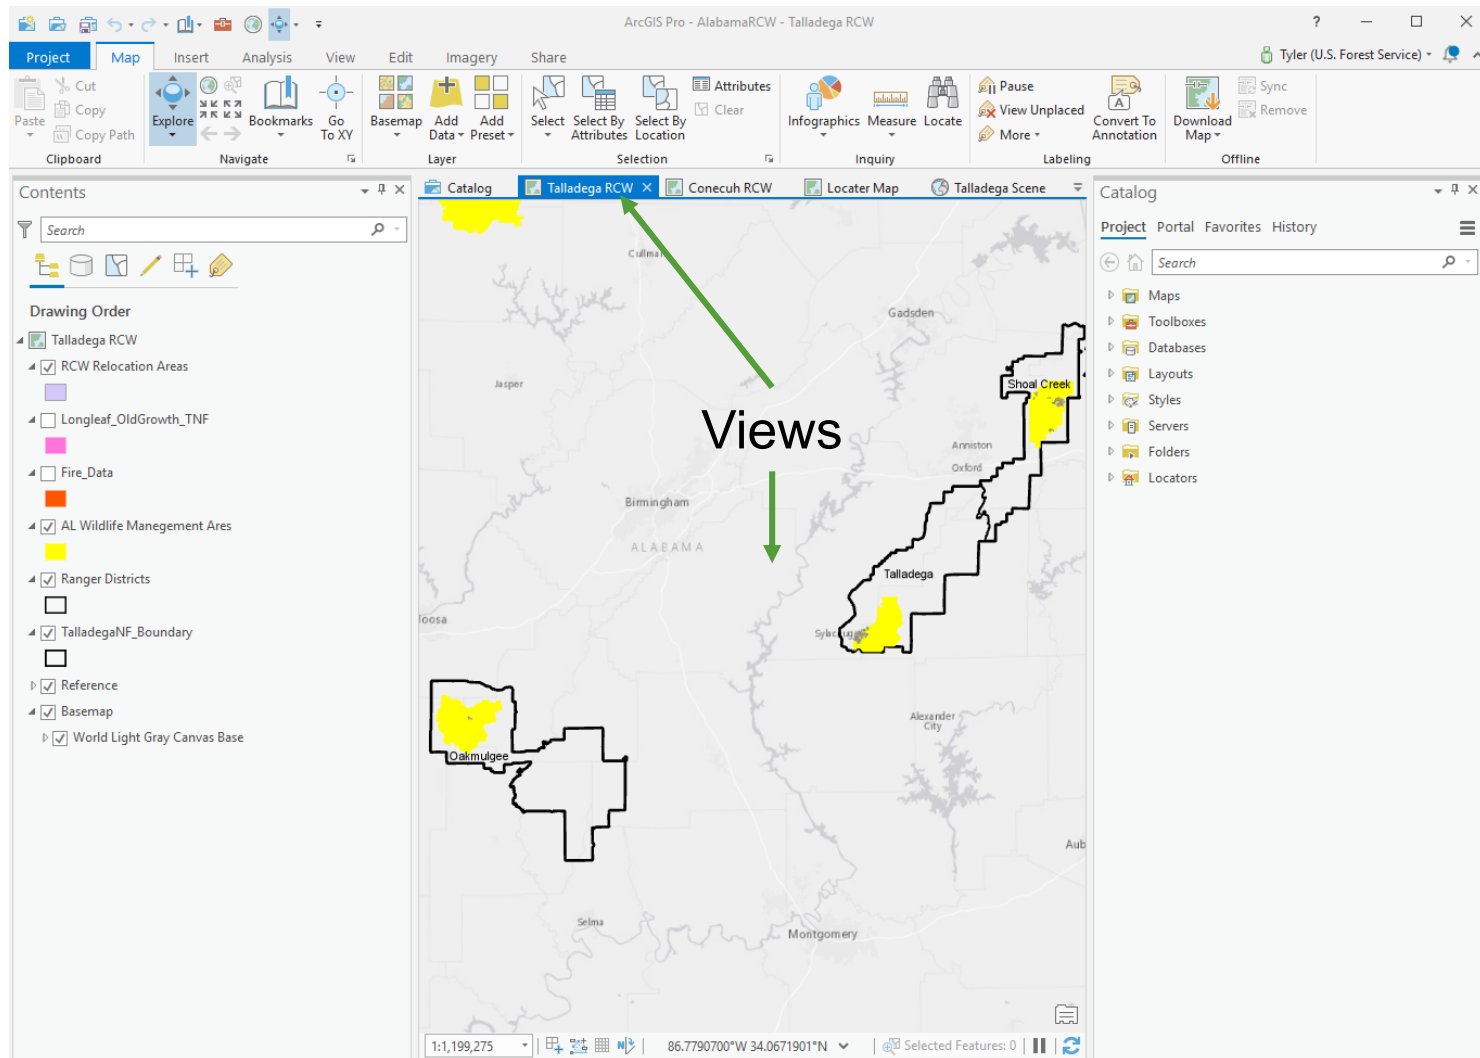 ArcGIS Pro - AlabamaRCW - Talladega RCW
?
Project Map Insert Analysis View Edit Imagery Share
Tyler (U.S. Forest Service)
Paste
Cut
Copy
Copy Path
Clipboard
Explore
Bookmarks
Go To XY
Navigate
Basemap
Add Data
Add Preset
Layer
Select
Select By Attributes
Select By Location
Attributes
Clear
Selection
Infographics
Measure
Locate
Inquiry
Pause
View Unplaced
More
Convert To Annotation
Labeling
Download Map
Sync
Remove
Offline
Contents
Search
Drawing Order
Talladega RCW
RCW Relocation Areas
Longleaf_OldGrowth_TNF
Fire_Data
AL Wildlife Manegement Ares
Ranger Districts
TalladegaNF_Boundary
Reference
Basemap
World Light Gray Canvas Base
Catalog Talladega RCW Conecuh RCW Locater Map Talladega Scene
Cullma
Gadsden
Jasper
Shoal Creek
Views
Anniston
Oxford
Birmingham
ALABAMA
Talladega
loosa
Sylacauga
Oakmulgee
Alexander
City
Aub
Selma
Montgomery
1:1,199,275
86.7790700°W 34.0671901°N
Selected Features: 0
Catalog
Project Portal Favorites History
Search
Maps
Toolboxes
Databases
Layouts
Styles
Servers
Folders
Locators